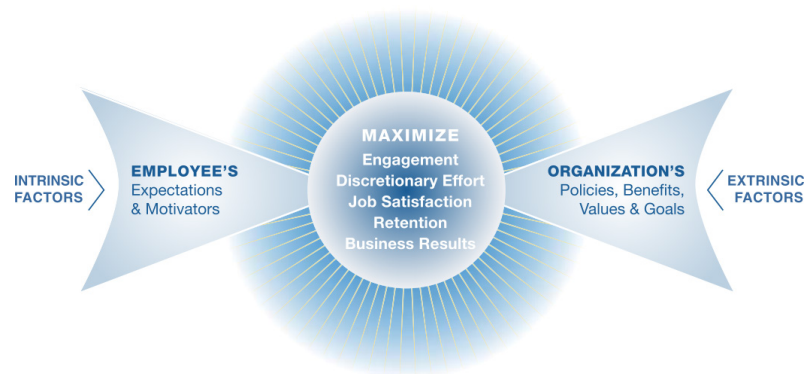 INTRINSIC
FACTORS
EMPLOYEE'S
Expectations
& Motivators
MAXIMIZE
Engagement
Discretionary Effort
Job Satisfaction
Retention
Business Results
ORGANIZATION'S
Policies, Benefits,
Values & Goals
EXTRINSIC
FACTORS